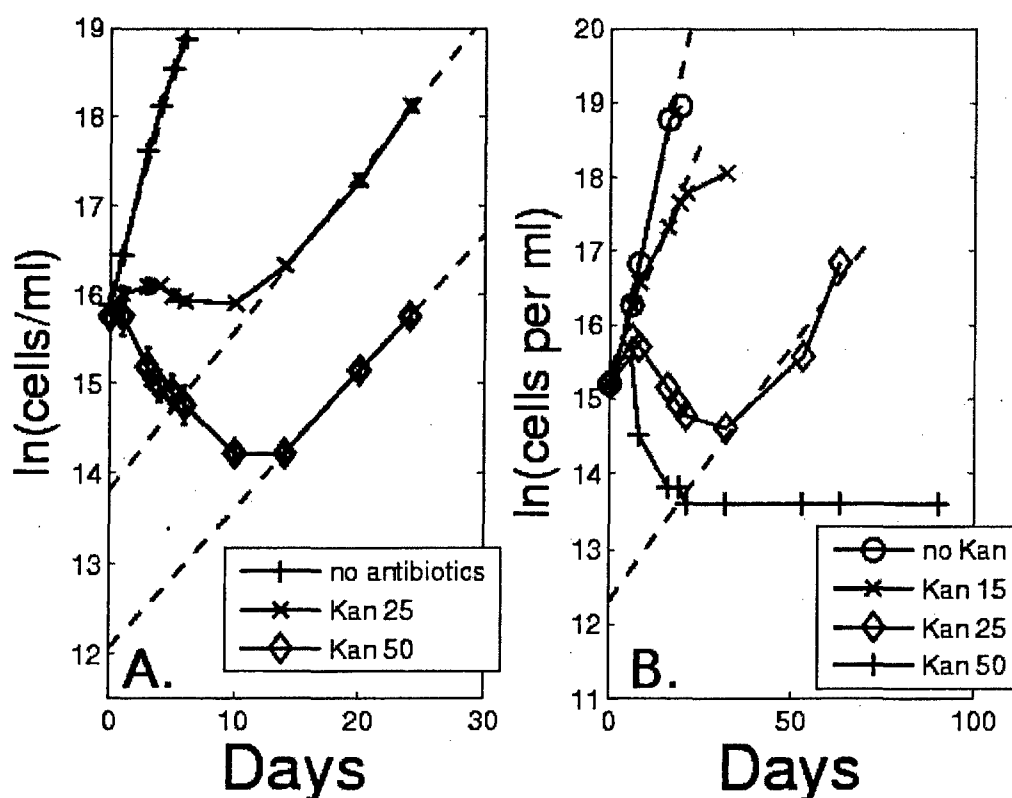 19
18
17
16
15
14
13
12
ln(cells/ml)
0
10
20
30
Days
no antibiotics
Kan 25
Kan 50
A.
20
19
18
17
16
15
14
13
12
11
ln(cells per ml)
0
50
100
Days
no Kan
Kan 15
Kan 25
Kan 50
B.